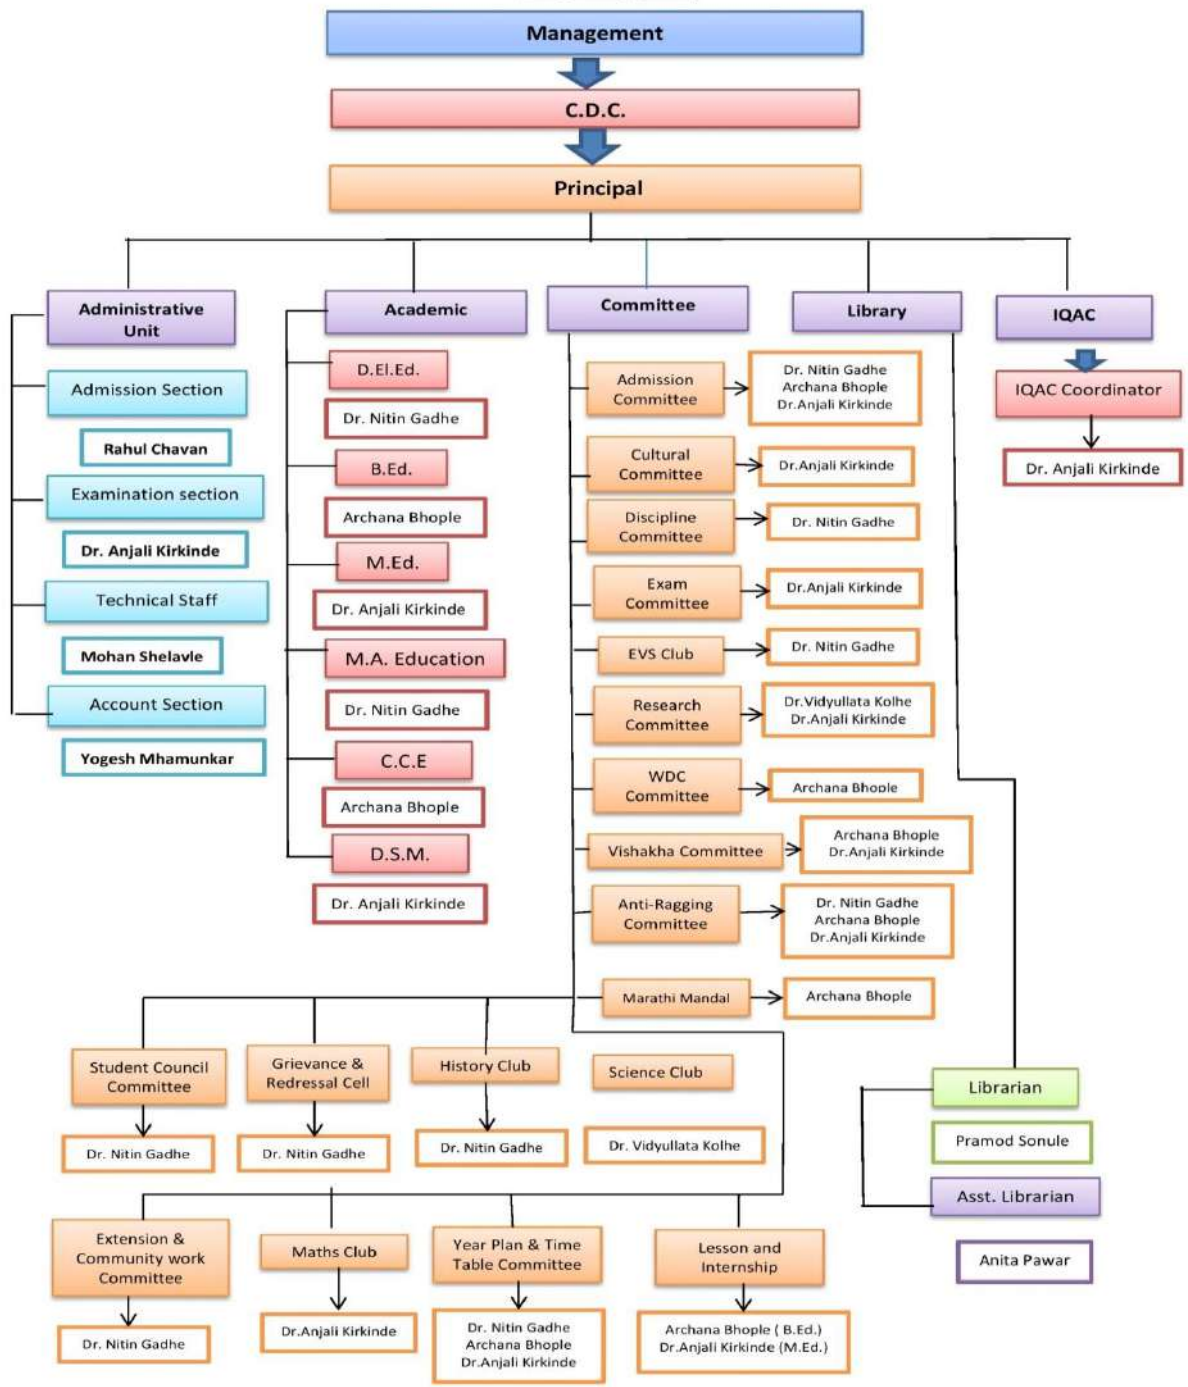 Management
C.D.C.
Principal
Administrative
Unit
Admission Section
Rahul Chavan
Examination section
Dr. Anjali Kirkinde
Technical Staff
Mohan Shelavle
Account Section
Yogesh Mhamunkar
Academic
D.El.Ed.
Dr. Nitin Gadhe
B.Ed.
Archana Bhople
M.Ed.
Dr. Anjali Kirkinde
M.A. Education
Dr. Nitin Gadhe
C.C.E
Archana Bhople
D.S.M.
Dr. Anjali Kirkinde
Committee
Admission
Committee
Dr. Nitin Gadhe
Archana Bhople
Dr.Anjali Kirkinde
Cultural
Committee
Dr.Anjali Kirkinde
Discipline
Committee
Dr. Nitin Gadhe
Exam
Committee
Dr.Anjali Kirkinde
EVS Club
Dr. Nitin Gadhe
Research
Committee
Dr.Vidyullata Kolhe
Dr.Anjali Kirkinde
WDC
Committee
Archana Bhople
Vishakha Committee
Archana Bhople
Dr.Anjali Kirkinde
Anti-Ragging
Committee
Dr. Nitin Gadhe
Archana Bhople
Dr.Anjali Kirkinde
Marathi Mandal
Archana Bhople
Student Council
Committee
Dr. Nitin Gadhe
Grievance &
Redressal Cell
Dr. Nitin Gadhe
History Club
Dr. Nitin Gadhe
Science Club
Dr. Vidyullata Kolhe
Extension &
Community work
Committee
Dr. Nitin Gadhe
Maths Club
Dr.Anjali Kirkinde
Year Plan & Time
Table Committee
Dr. Nitin Gadhe
Archana Bhople
Dr.Anjali Kirkinde
Lesson and
Internship
Archana Bhople ( B.Ed.)
Dr.Anjali Kirkinde (M.Ed.)
Library
Librarian
Pramod Sonule
Asst. Librarian
Anita Pawar
IQAC
IQAC Coordinator
Dr. Anjali Kirkinde